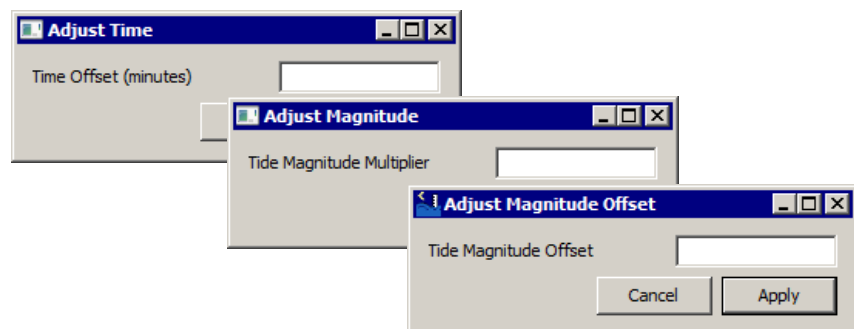 Adjust Time
Time Offset (minutes)
Adjust Magnitude
Tide Magnitude Multiplier
Adjust Magnitude Offset
Tide Magnitude Offset
Cancel Apply